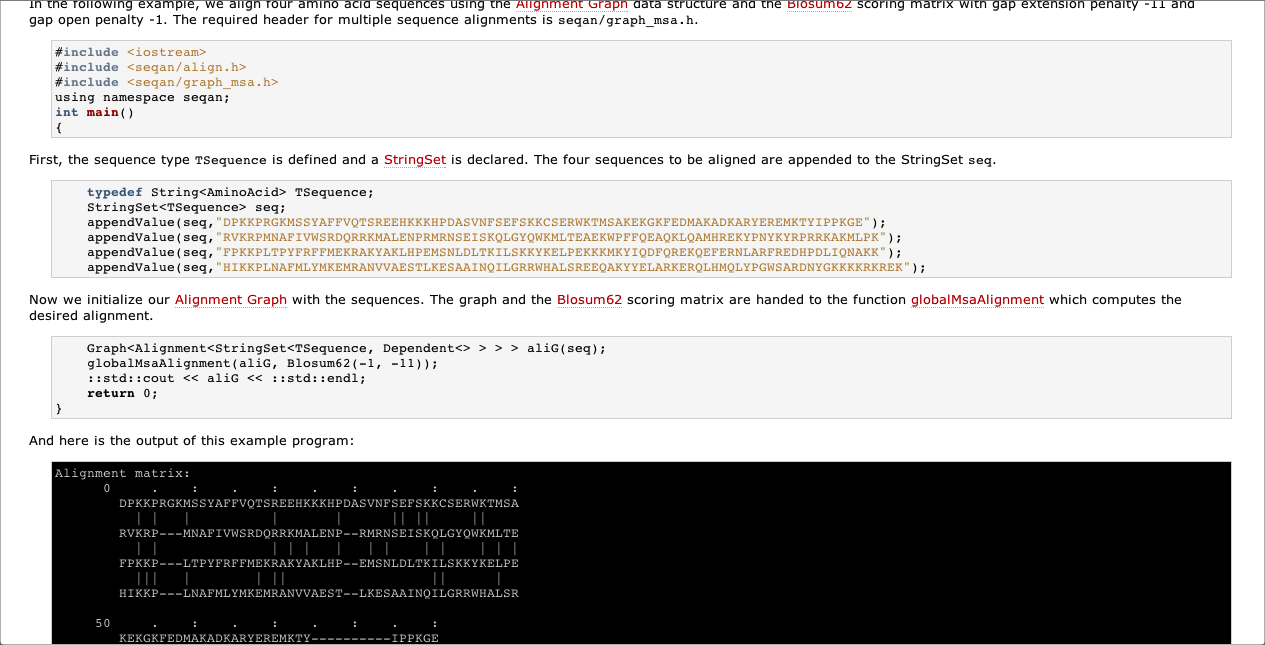 In the following example, we align four amino acid sequences using the Alignment Graph data structure and the Blosum62 scoring matrix with gap extension penalty -11 and
gap open penalty -1. The required header for multiple sequence alignments is seqan/graph_msa.h.
#include <iostream>
#include <seqan/align.h>
#include <seqan/graph_msa.h>
using namespace seqan;
int main()
{
First, the sequence type TSequence is defined and a StringSet is declared. The four sequences to be aligned are appended to the StringSet seq.
typedef String<AminoAcid> TSequence;
StringSet<TSequence> seq;
appendValue(seq,"DPKKPRGKMSSYAFFVQTSREEHKKKHPDASVNFSEFSKKCSERWKTMSAKEKGKFEDMAKADKARYEREMKTYIPPKGE");
appendValue(seq,"RVKRPMNAFIVWSRDQRRKMALENPRMRNSEISKQLGYQWKMLTEAEKWPFFQEAQKLQAMHREKYPNYKYRPRRKAKMLPK");
appendValue(seq,"FPKKPLTPYFRFFMEKRAKYAKLHPEMSNLDLTKILSKKYKELPEKKKMKYIQDFQREKQEFERNLARFREDHPDLIQNAKK");
appendValue(seq,"HIKKPLNAFMLYMKEMRANVVAESTLKESAAINQILGRRWHALSREEQAKYYELARKERQLHMQLYPGWSARDNYGKKKKRKREK");
Now we initialize our Alignment Graph with the sequences. The graph and the Blosum62 scoring matrix are handed to the function globalMsaAlignment which computes the
desired alignment.
Graph<Alignment<StringSet<TSequence, Dependent<> > > > aliG(seq);
globalMsaAlignment(aliG, Blosum62(-1, -11));
::std::cout << aliG << ::std::endl;
return 0;
}
And here is the output of this example program:
Alignment matrix:
0     .    :    .    :    .    :    .    :    .    :
DPKKPRGKMSSYAFFVQTSREEHKKKHPDASVNFSEFSKKCSERWKTMSA
  | |   |          |       |      || ||     ||
RVKRP---MNAFIVWSRDQRRKMALENP--RMRNSEISKQLGYQWKMLTE
  | |              | | |   |   | |    | |    | | |
FPKKP---LTPYFRFFMEKRAKYAKLHP--EMSNLDLTKILSKKYKELPE
  |||   |        | ||                  ||      |
HIKKP---LNAFMLYMKEMRANVVAEST--LKESAAINQILGRRWHALSR
50     .    :    .    :    .    :    .    :
KEKGKFEDMAKADKARYEREMKTY----------IPPKGE